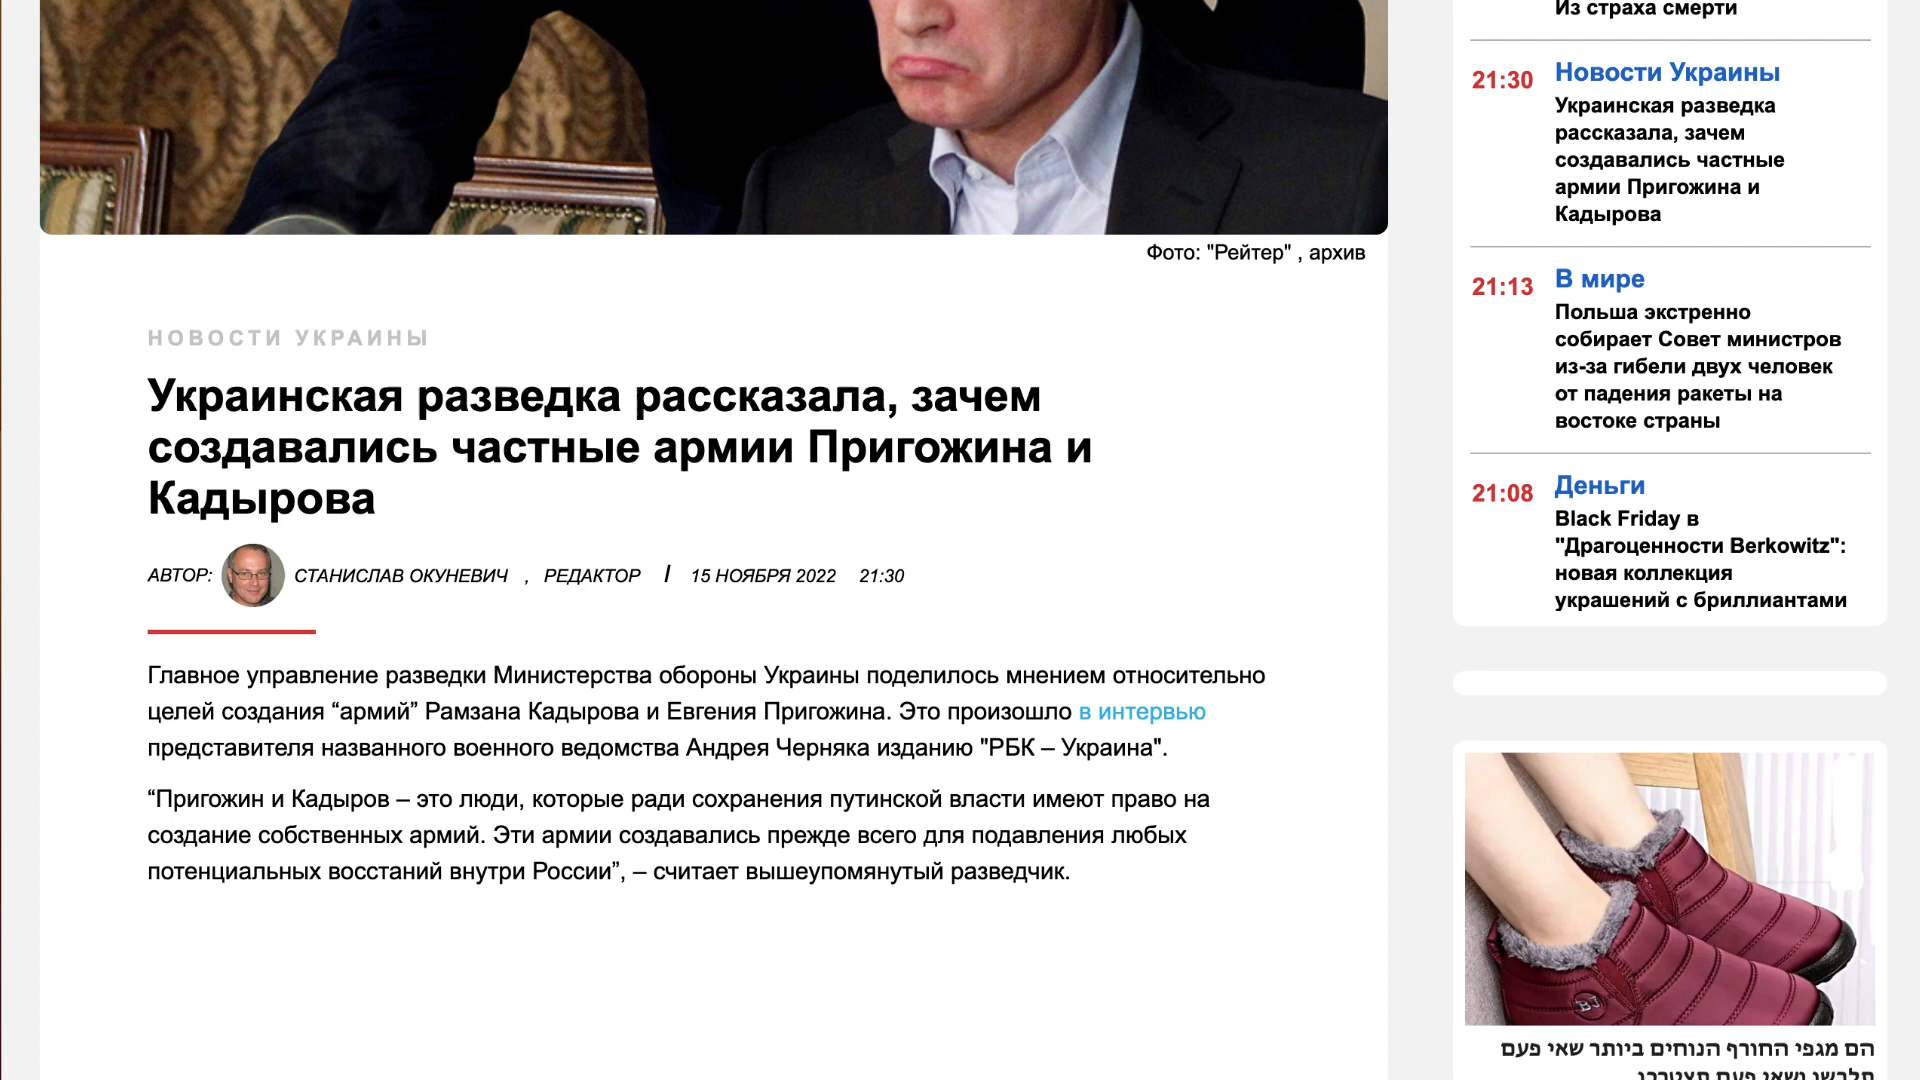 Фото: "Рейтер" , архив
НОВОСТИ УКРАИНЫ
Украинская разведка рассказала, зачем
создавались частные армии Пригожина и
Кадырова
АВТОР: СТАНИСЛАВ ОКУНЕВИЧ , РЕДАКТОР / 15 НОЯБРЯ 2022 21:30
Главное управление разведки Министерства обороны Украины поделилось мнением относительно
целей создания “армий” Рамзана Кадырова и Евгения Пригожина. Это произошло в интервью
представителя названного военного ведомства Андрея Черняка изданию "РБК – Украина".
“Пригожин и Кадыров – это люди, которые ради сохранения путинской власти имеют право на
создание собственных армий. Эти армии создавались прежде всего для подавления любых
потенциальных восстаний внутри России”, – считает вышеупомянутый разведчик.
Из страха смерти
21:30 Новости Украины
Украинская разведка
рассказала, зачем
создавались частные
армии Пригожина и
Кадырова
21:13 В мире
Польша экстренно
собирает Совет министров
из-за гибели двух человек
от падения ракеты на
востоке страны
21:08 Деньги
Black Friday в
"Драгоценности Berkowitz":
новая коллекция
украшений с бриллиантами
BJ
הם מגפי החורף הנוחים ביותר שאי פעם
תלבשו ושאי פעם תצטרכו